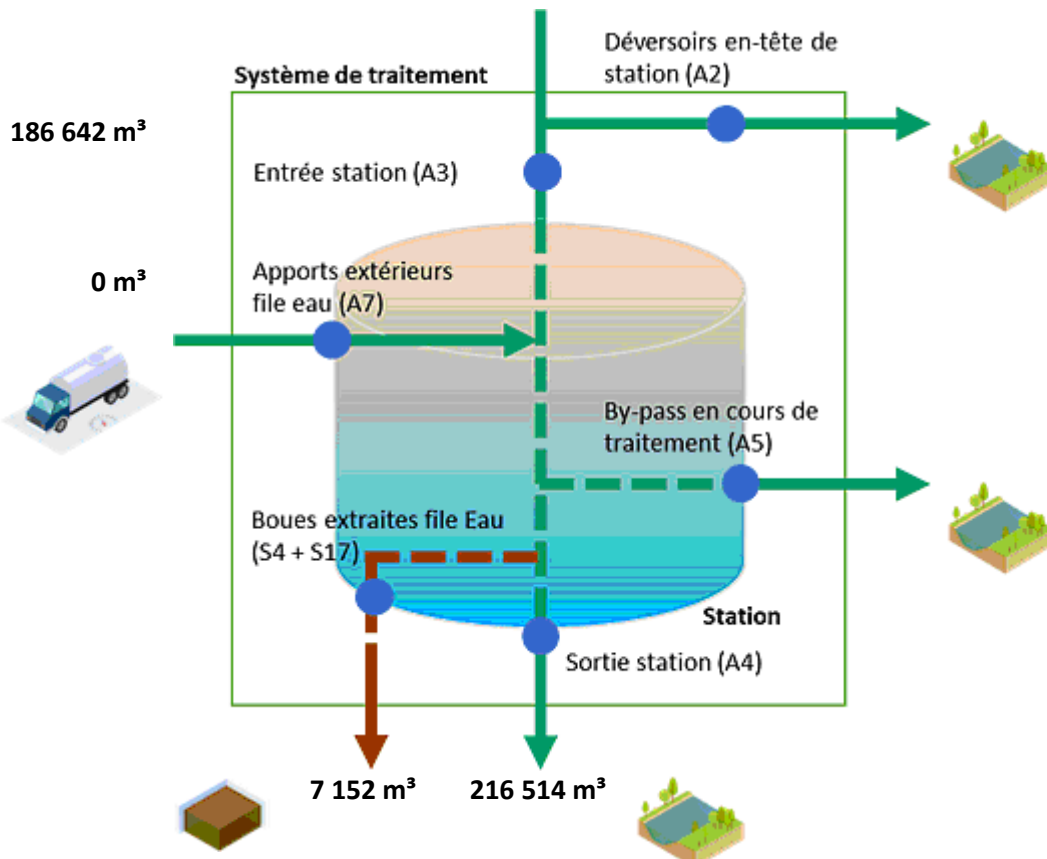 Déversoirs en-tête de
station (A2)
Système de traitement
186 642 m³
Entrée station (A3)
0 m³
Apports extérieurs
file eau (A7)
By-pass en cours de
traitement (A5)
Boues extraites file Eau
(S4 + S17)
Station
Sortie station (A4)
7 152 m³
216 514 m³